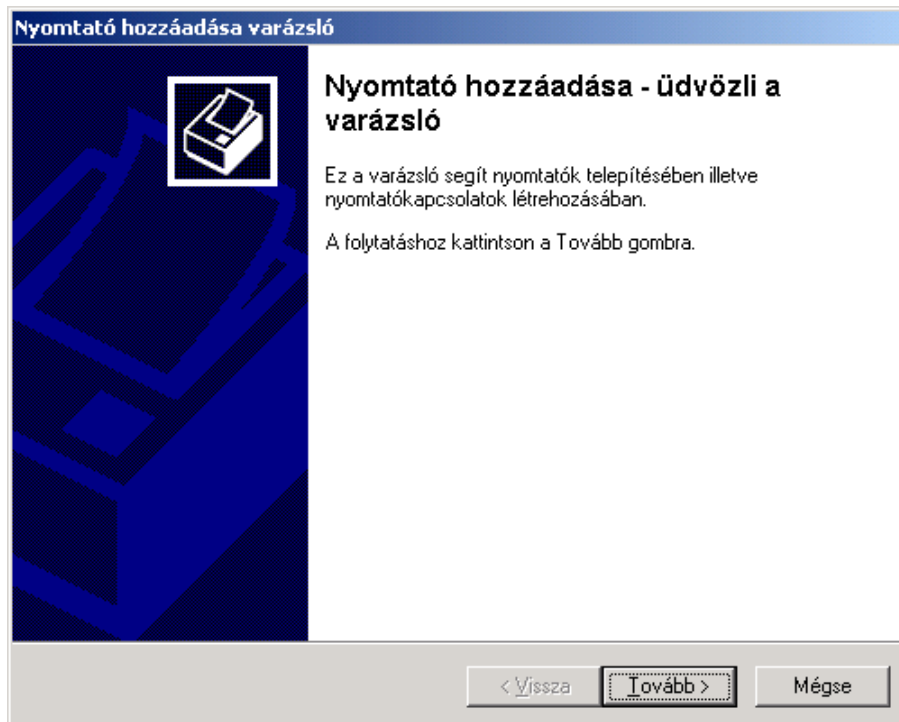 Nyomtató hozzáadása varázsló
Nyomtató hozzáadása - üdvözli a
varázsló
Ez a varázsló segít nyomtatók telepítésében illetve
nyomtatókapcsolatok létrehozásában.
A folytatáshoz kattintson a Tovább gombra.
< Vissza Tovább > Mégse